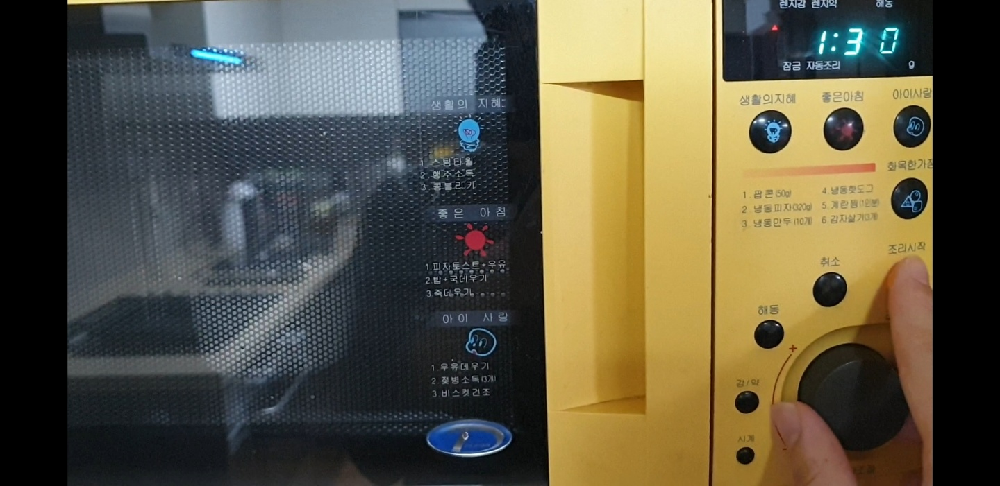 생활의 지혜
1. 스팀타월
2. 행주소독
3. 콩불리기
좋은 아침
1.피자토스트+우유
2.밥+국데우기
3.죽데우기
아이 사랑
1.우유데우기
2.젖병소독(3개)
3.비스켓건조
렌지강 렌지약 해동
1:30
잠금 자동조리 g
생활의지혜 좋은아침 아이사랑
화목한가정
1. 팝콘(50g)
2. 냉동피자(320g)
3. 냉동만두(10개)
4.냉동핫도그
5.계란찜(1인분)
6.감자삶기(3개)
조리시작
취소
해동
+
강/약
-
시계